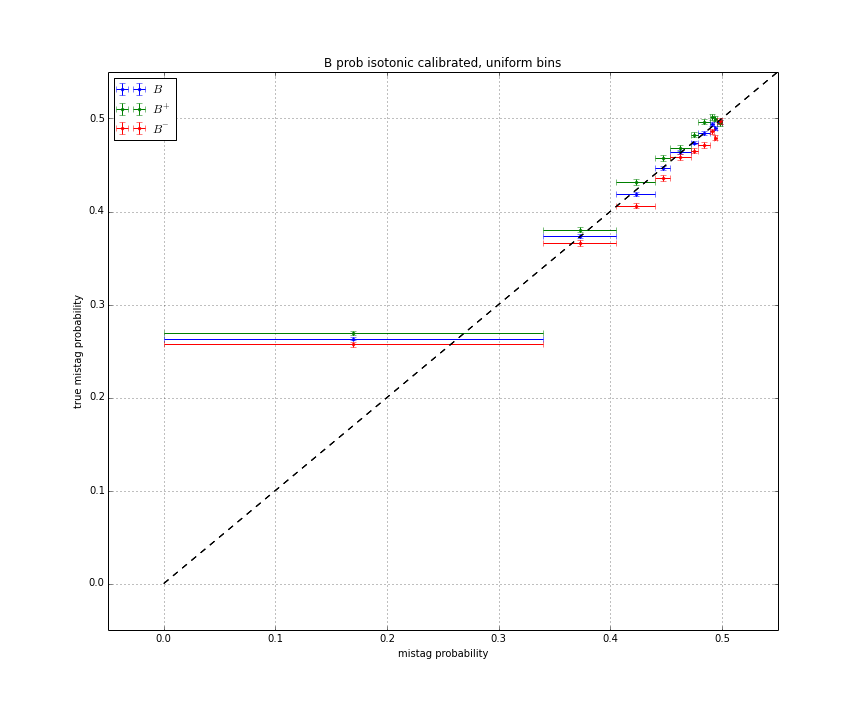 B prob isotonic calibrated, uniform bins
B
B⁺
B⁻
0.5
0.4
0.3
0.2
0.1
0.0
true mistag probability
0.0 0.1 0.2 0.3 0.4 0.5
mistag probability